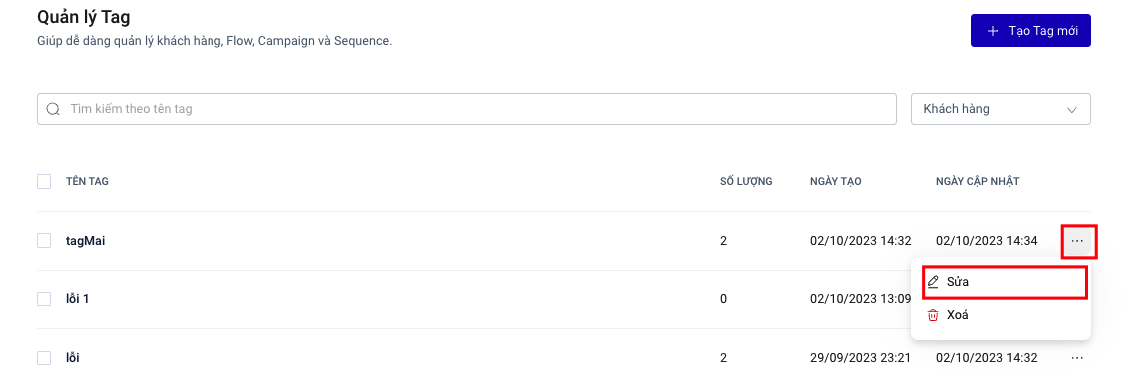 Quản lý Tag
Giúp dễ dàng quản lý khách hàng, Flow, Campaign và Sequence.
+ Tạo Tag mới
Tìm kiếm theo tên tag
Khách hàng
TÊN TAG SỐ LƯỢNG NGÀY TẠO NGÀY CẬP NHẬT
tagMai 2 02/10/2023 14:32 02/10/2023 14:34 ...
Sửa
lỗi 1 0 02/10/2023 13:09
Xoá
lỗi 2 29/09/2023 23:21 02/10/2023 14:32 ...